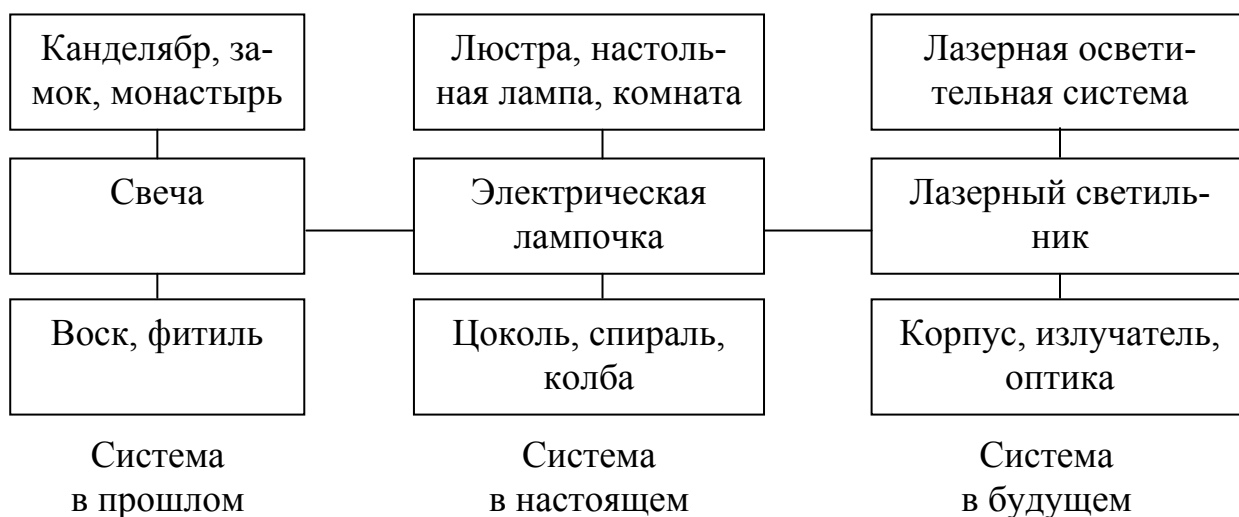 Канделябр, за-
мок, монастырь
Люстра, настоль-
ная лампа, комната
Лазерная освети-
тельная система
Свеча
Электрическая
лампочка
Лазерный светиль-
ник
Воск, фитиль
Цоколь, спираль,
колба
Корпус, излучатель,
оптика
Система
в прошлом
Система
в настоящем
Система
в будущем